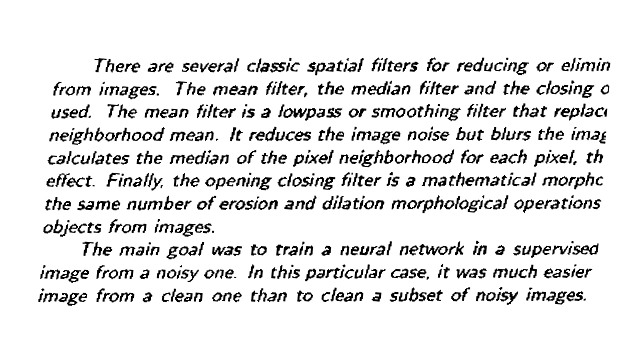 There are several classic spatial filters for reducing or elimin
from images. The mean filter, the median filter and the closing o
used. The mean filter is a lowpass or smoothing filter that replac
neighborhood mean. It reduces the image noise but blurs the imag
calculates the median of the pixel neighborhood for each pixel, th
effect. Finally, the opening closing filter is a mathematical morpho
the same number of erosion and dilation morphological operations
objects from images.
The main goal was to train a neural network in a supervised
image from a noisy one. In this particular case, it was much easier
image from a clean one than to clean a subset of noisy images.